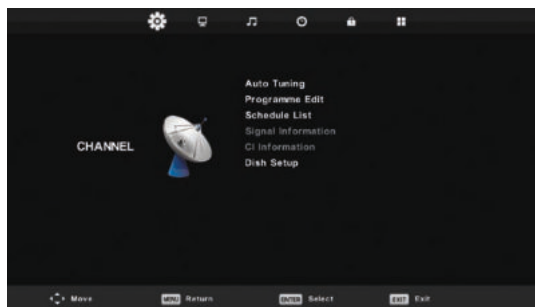 Auto Tuning
Programme Edit
Schedule List
Signal Information
CI Information
CHANNEL
Dish Setup
Move MENU Return ENTER Select EXIT Exit